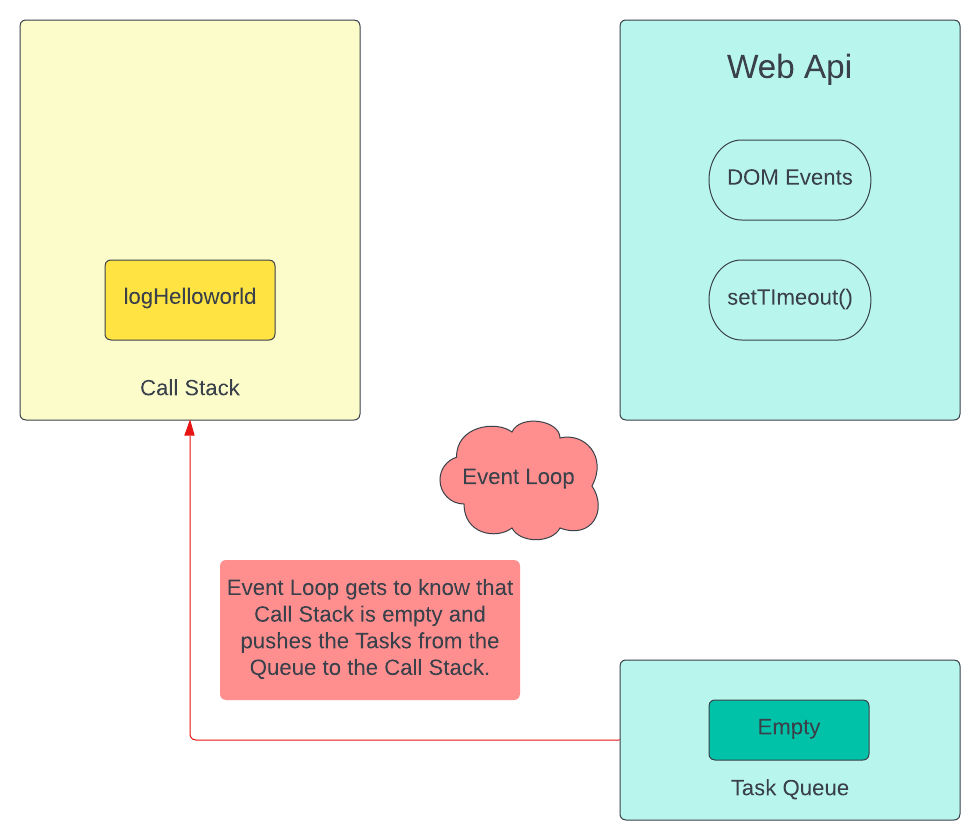 Web Api
DOM Events
logHelloworld
setTImeout()
Call Stack
Event Loop
Event Loop gets to know that
Call Stack is empty and
pushes the Tasks from the
Queue to the Call Stack.
Empty
Task Queue